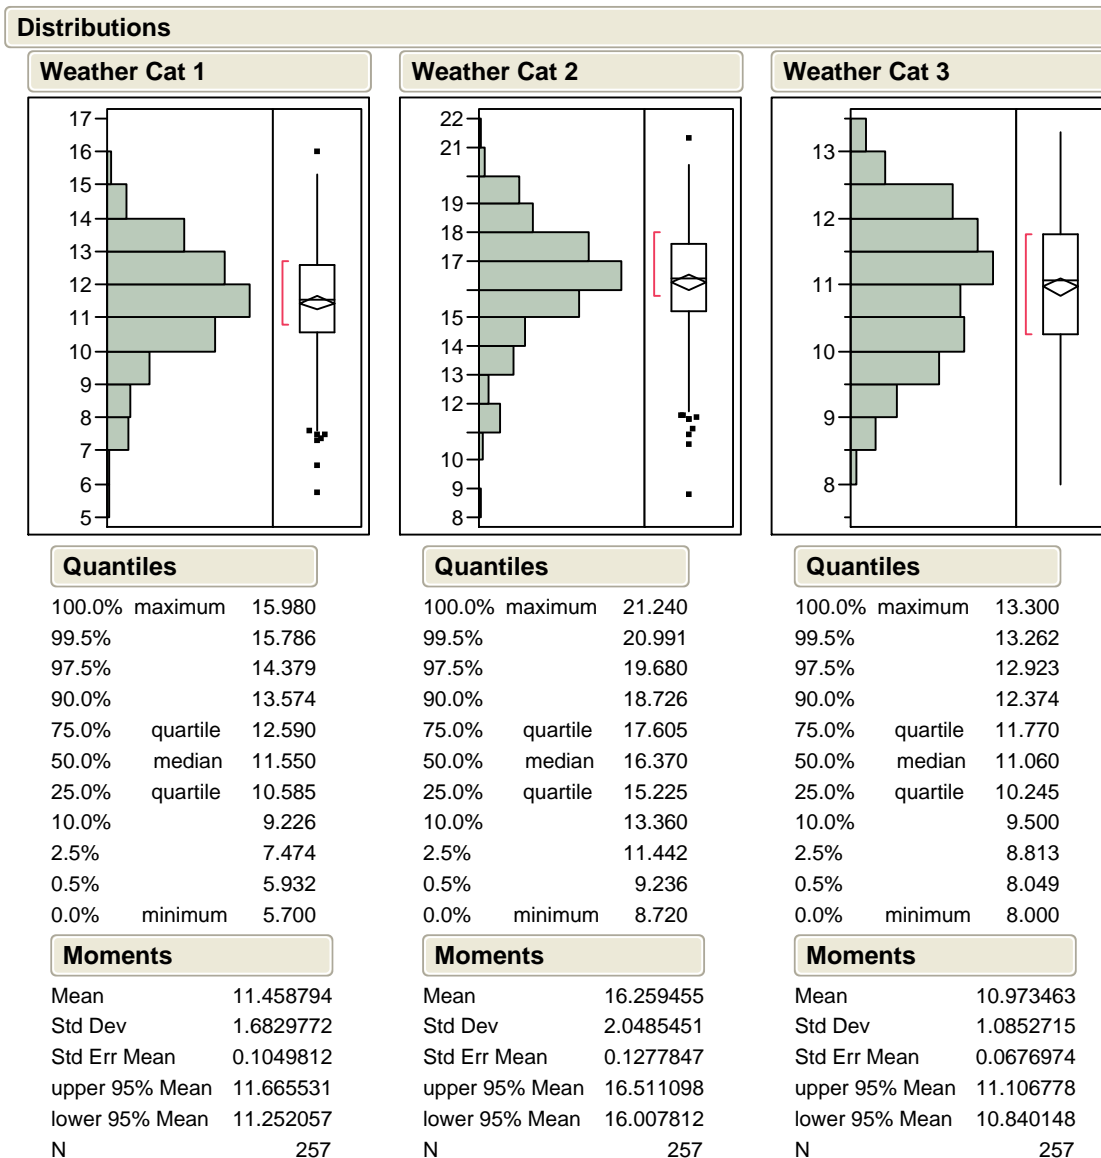 Distributions
Weather Cat 1
17
16
15
14
13
12
11
10
9
8
7
6
5
Quantiles
100.0% maximum 15.980
99.5% 15.786
97.5% 14.379
90.0% 13.574
75.0% quartile 12.590
50.0% median 11.550
25.0% quartile 10.585
10.0% 9.226
2.5% 7.474
0.5% 5.932
0.0% minimum 5.700
Moments
Mean 11.458794
Std Dev 1.6829772
Std Err Mean 0.1049812
upper 95% Mean 11.665531
lower 95% Mean 11.252057
N 257
Weather Cat 2
22
21
19
18
17
15
14
13
12
10
9
8
Quantiles
100.0% maximum 21.240
99.5% 20.991
97.5% 19.680
90.0% 18.726
75.0% quartile 17.605
50.0% median 16.370
25.0% quartile 15.225
10.0% 13.360
2.5% 11.442
0.5% 9.236
0.0% minimum 8.720
Moments
Mean 16.259455
Std Dev 2.0485451
Std Err Mean 0.1277847
upper 95% Mean 16.511098
lower 95% Mean 16.007812
N 257
Weather Cat 3
13
12
11
10
9
8
Quantiles
100.0% maximum 13.300
99.5% 13.262
97.5% 12.923
90.0% 12.374
75.0% quartile 11.770
50.0% median 11.060
25.0% quartile 10.245
10.0% 9.500
2.5% 8.813
0.5% 8.049
0.0% minimum 8.000
Moments
Mean 10.973463
Std Dev 1.0852715
Std Err Mean 0.0676974
upper 95% Mean 11.106778
lower 95% Mean 10.840148
N 257